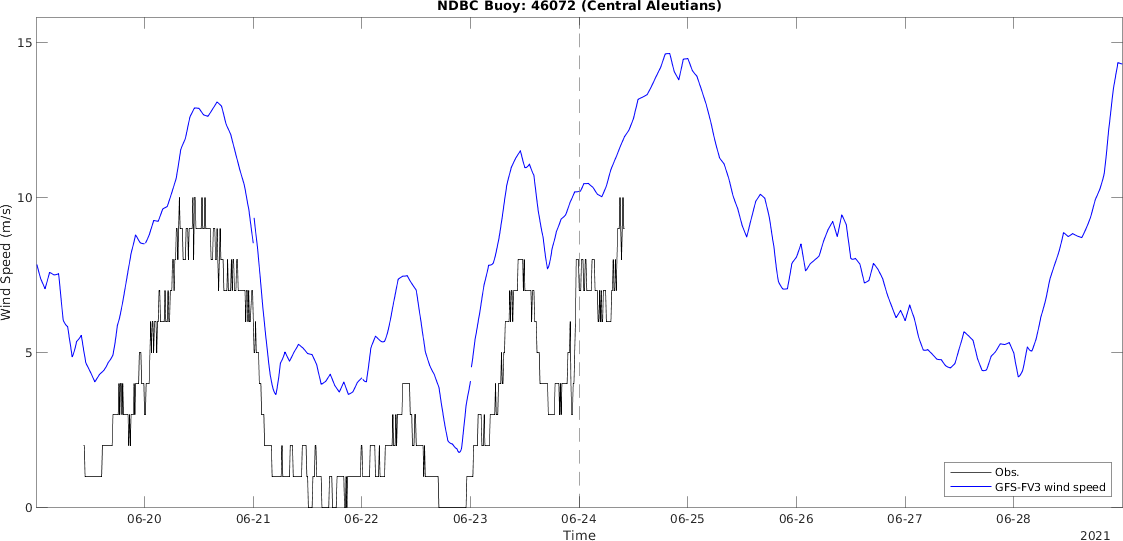 NDBC Buoy: 46072 (Central Aleutians)
15
10
5
0
Wind Speed (m/s)
06-20 06-21 06-22 06-23 06-24 06-25 06-26 06-27 06-28
Time
2021
Obs.
GFS-FV3 wind speed